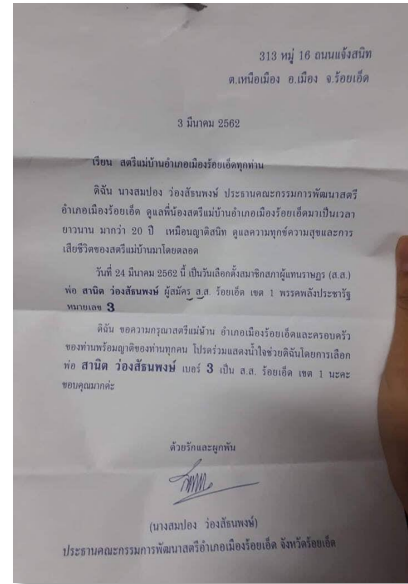 313 หมู่ 16 ถนนแจ้งสนิท
ต.เหนือเมือง อ.เมือง จ.ร้อยเอ็ด
3 มีนาคม 2562
เรียน สตรีแม่บ้านอำเภอเมืองร้อยเอ็ดทุกท่าน
ดิฉัน นางสมปอง ว่องสัธนพงษ์ ประธานคณะกรรมการพัฒนาสตรี
อำเภอเมืองร้อยเอ็ด ดูแลพี่น้องสตรีแม่บ้านอำเภอเมืองร้อยเอ็ดมาเป็นเวลา
ยาวนาน มากว่า 20 ปี เหมือนญาติสนิท ดูแลความทุกข์ความสุขและการ
เสียชีวิตของสตรีแม่บ้านมาโดยตลอด
วันที่ 24 มีนาคม 2562 นี้ เป็นวันเลือกตั้งสมาชิกสภาผู้แทนราษฎร (ส.ส.)
พ่อ สานิต ว่องสัธนพงษ์ ผู้สมัคร ส.ส. ร้อยเอ็ด เขต 1 พรรคพลังประชารัฐ
หมายเลข 3
ดิฉัน ขอความกรุณาสตรีแม่บ้าน อำเภอเมืองร้อยเอ็ดและครอบครัว
ของท่านพร้อมญาติของท่านทุกคน โปรดร่วมแสดงน้ำใจช่วยดิฉันโดยการเลือก
พ่อ สานิต ว่องสัธนพงษ์ เบอร์ 3 เป็น ส.ส. ร้อยเอ็ด เขต 1 นะคะ
ขอบคุณมากค่ะ
ด้วยรักและผูกพัน
(นางสมปอง ว่องสัธนพงษ์)
ประธานคณะกรรมการพัฒนาสตรีอำเภอเมืองร้อยเอ็ด จังหวัดร้อยเอ็ด